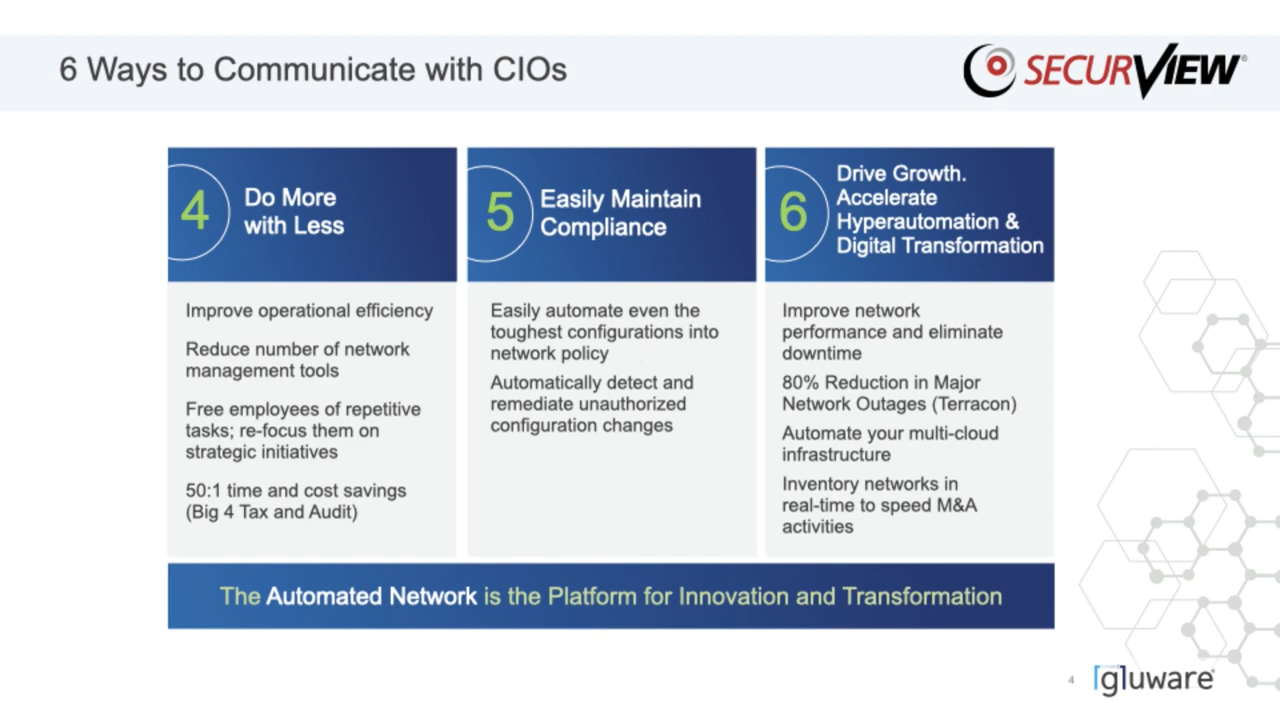 6 Ways to Communicate with CIOs
SECURVIEW®
4
Do More
with Less
Improve operational efficiency
Reduce number of network
management tools
Free employees of repetitive
tasks; re-focus them on
strategic initiatives
50:1 time and cost savings
(Big 4 Tax and Audit)
5
Easily Maintain
Compliance
Easily automate even the
toughest configurations into
network policy
Automatically detect and
remediate unauthorized
configuration changes
6
Drive Growth.
Accelerate
Hyperautomation &
Digital Transformation
Improve network
performance and eliminate
downtime
80% Reduction in Major
Network Outages (Terracon)
Automate your multi-cloud
infrastructure
Inventory networks in
real-time to speed M&A
activities
The Automated Network is the Platform for Innovation and Transformation
4
[g]luware